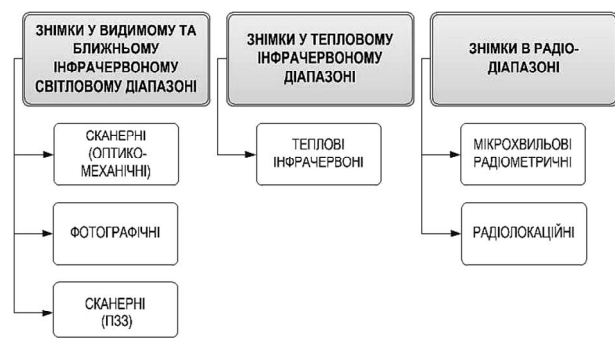 ЗНІМКИ У ВИДИМОМУ ТА
БЛИЖНЬОМУ
ІНФРАЧЕРВОНОМУ
СВІТЛОВОМУ ДІАПАЗОНІ
СКАНЕРНІ
(ОПТИКО-
МЕХАНІЧНІ)
ФОТОГРАФІЧНІ
СКАНЕРНІ
(ПЗЗ)
ЗНІМКИ У ТЕПЛОВОМУ
ІНФРАЧЕРВОНОМУ
ДІАПАЗОНІ
ТЕПЛОВІ
ІНФРАЧЕРВОНІ
ЗНІМКИ В РАДІО-
ДІАПАЗОНІ
МІКРОХВИЛЬОВІ
РАДІОМЕТРИЧНІ
РАДІОЛОКАЦІЙНІ